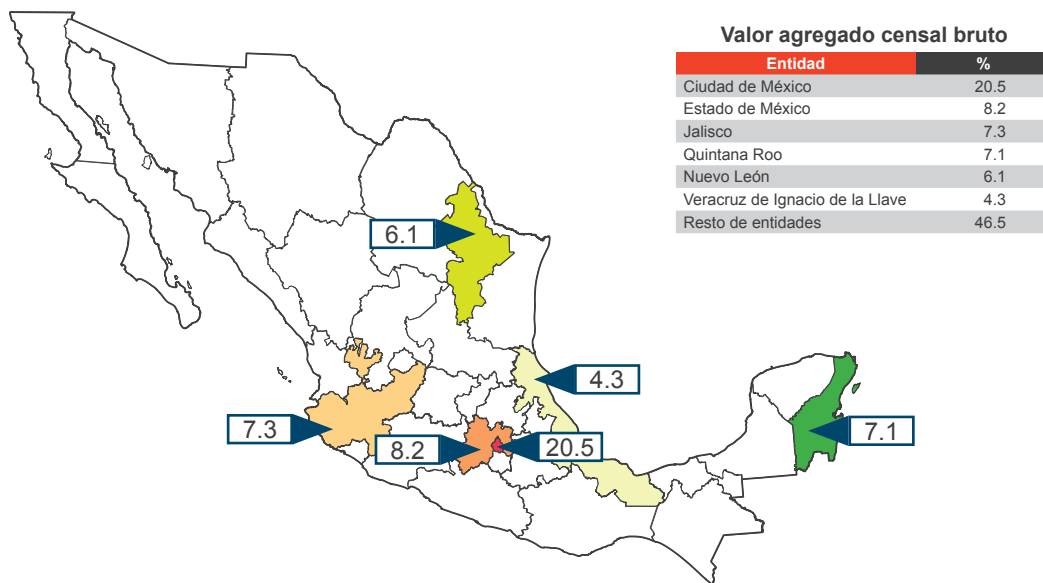 Valor agregado censal bruto
Entidad %
Ciudad de México 20.5
Estado de México 8.2
Jalisco 7.3
Quintana Roo 7.1
Nuevo León 6.1
Veracruz de Ignacio de la Llave 4.3
Resto de entidades 46.5
6.1
4.3
7.3
8.2
20.5
7.1